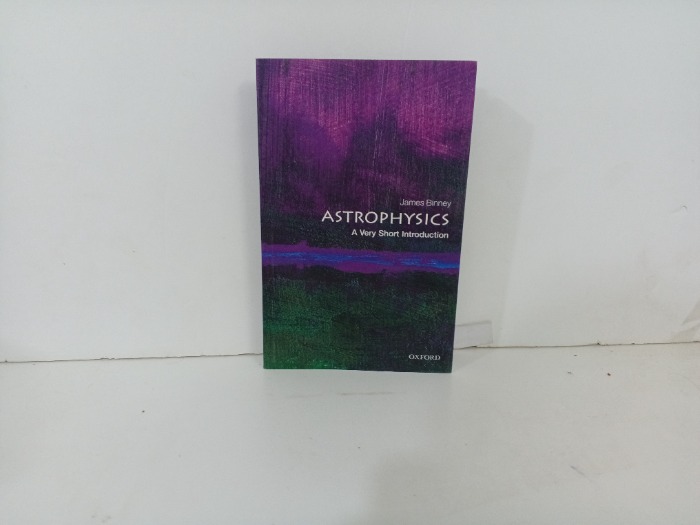 James Binney
ASTROPHYSICS
A Very Short Introduction
OXFORD